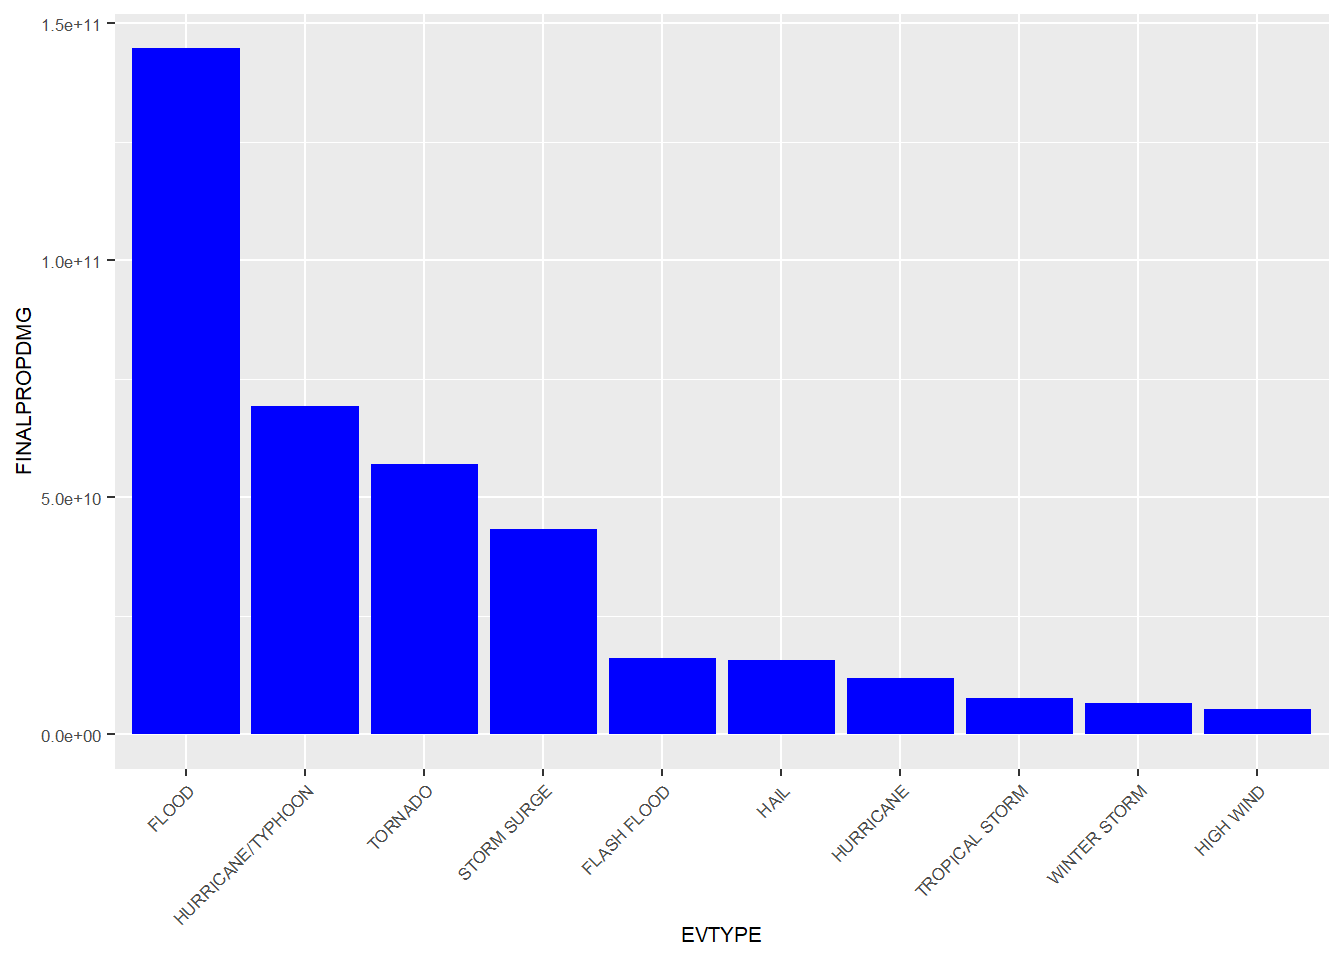 1.5e+11
1.0e+11
5.0e+10
0.0e+00
FINALPROPDMG
FLOOD
HURRICANE/TYPHOON
TORNADO
STORM SURGE
FLASH FLOOD
HAIL
HURRICANE
TROPICAL STORM
WINTER STORM
HIGH WIND
EVTYPE